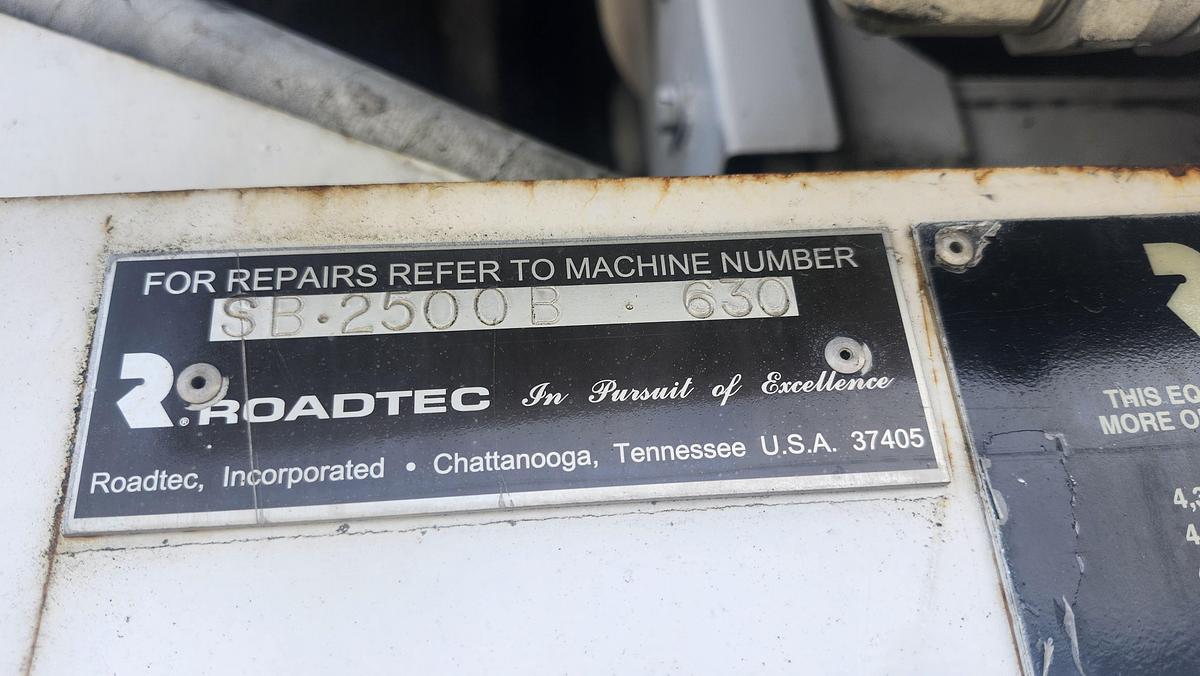 FOR REPAIRS REFER TO MACHINE NUMBER
SB·2500B · 630
R® ROADTEC In Pursuit of Excellence
Roadtec, Incorporated • Chattanooga, Tennessee U.S.A. 37405
THIS
MORE